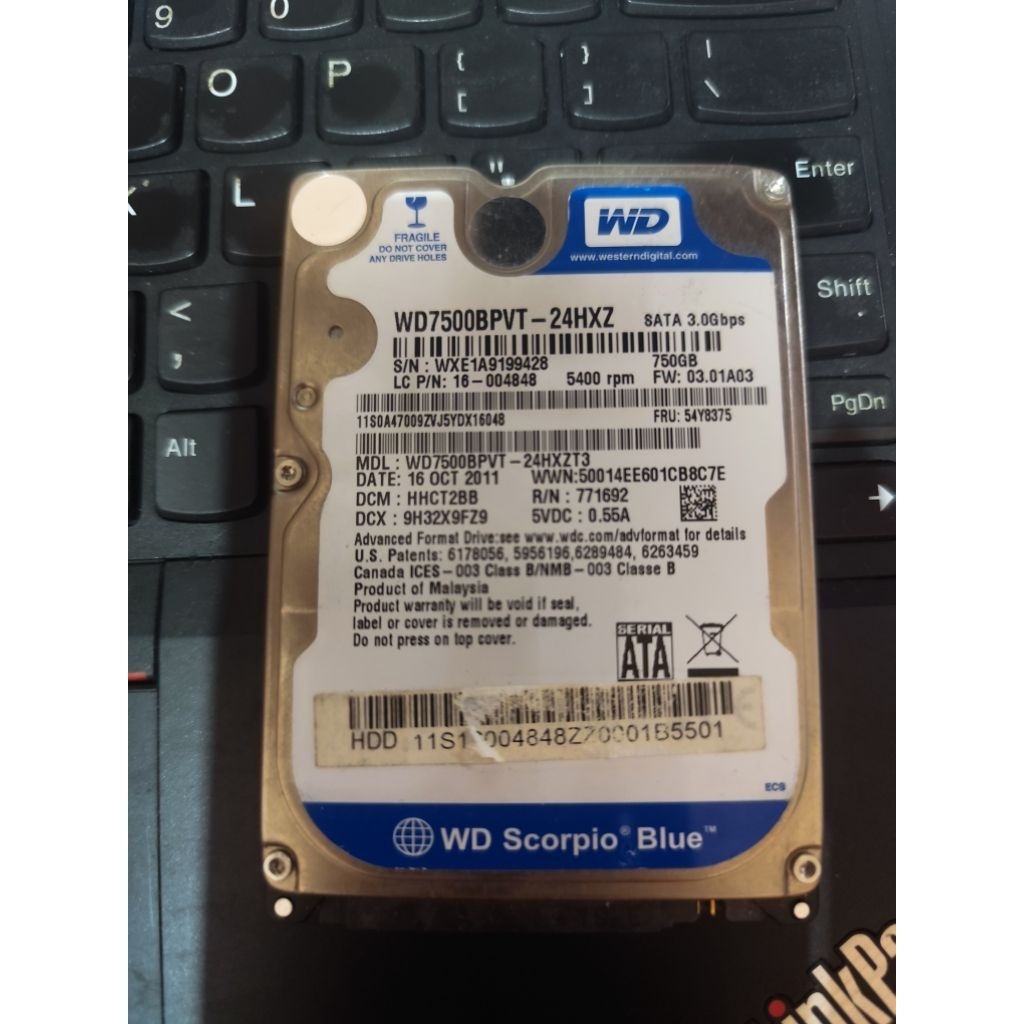 9 0
O P { [ } ] | \
K L " Enter
FRAGILE
DO NOT COVER
ANY DRIVE HOLES
WD
www.westerndigital.com
< ,
Shift
Alt
PgDn
WD7500BPVT-24HXZ SATA 3.0Gbps
S/N : WXE1A9199428 750GB
LC P/N: 16-004848 5400 rpm FW: 03.01A03
11S0A47009ZVJ5YDX16048 FRU: 54Y8375
MDL : WD7500BPVT-24HXZT3
DATE: 16 OCT 2011 WWN:50014EE601CB8C7E
DCM : HHCT2BB R/N : 771692
DCX : 9H32X9FZ9 5VDC : 0.55A
Advanced Format Drive:see www.wdc.com/advformat for details
U.S. Patents: 6178056, 5956196,6289484, 6263459
Canada ICES-003 Class B/NMB-003 Classe B
Product of Malaysia
Product warranty will be void if seal,
label or cover is removed or damaged.
Do not press on top cover.
SERIAL
ATA
HDD
ECS
WD Scorpio® Blue™